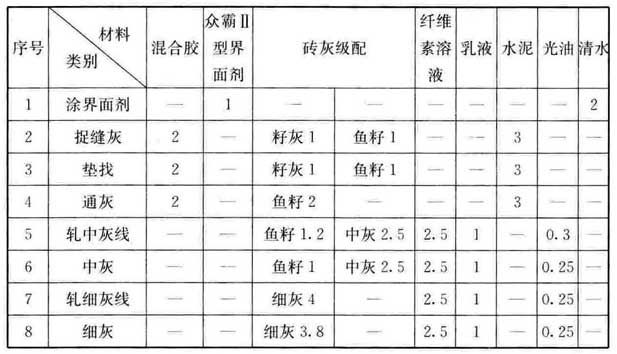 序号 材料 类别 混合胶 众霸Ⅱ型界面剂 砖灰级配 纤维素溶液 乳液 水泥 光油 清水
1 涂界面剂 — 1 — — — — — — 2
2 捉缝灰 2 — 籽灰 1 鱼籽 1 — — 3 — —
3 垫找 2 — 籽灰 1 鱼籽 1 — — 3 — —
4 通灰 2 — 鱼籽 2 — — 3 — —
5 轧中灰线 — — 鱼籽 1.2 中灰 2.5 2.5 1 — 0.3 —
6 中灰 — — 鱼籽 1 中灰 2.5 2.5 1 — 0.25 —
7 轧细灰线 — — 细灰 4 — 2.5 1 — 0.25 —
8 细灰 — — 细灰 3.8 2.5 1 — 0.25 —